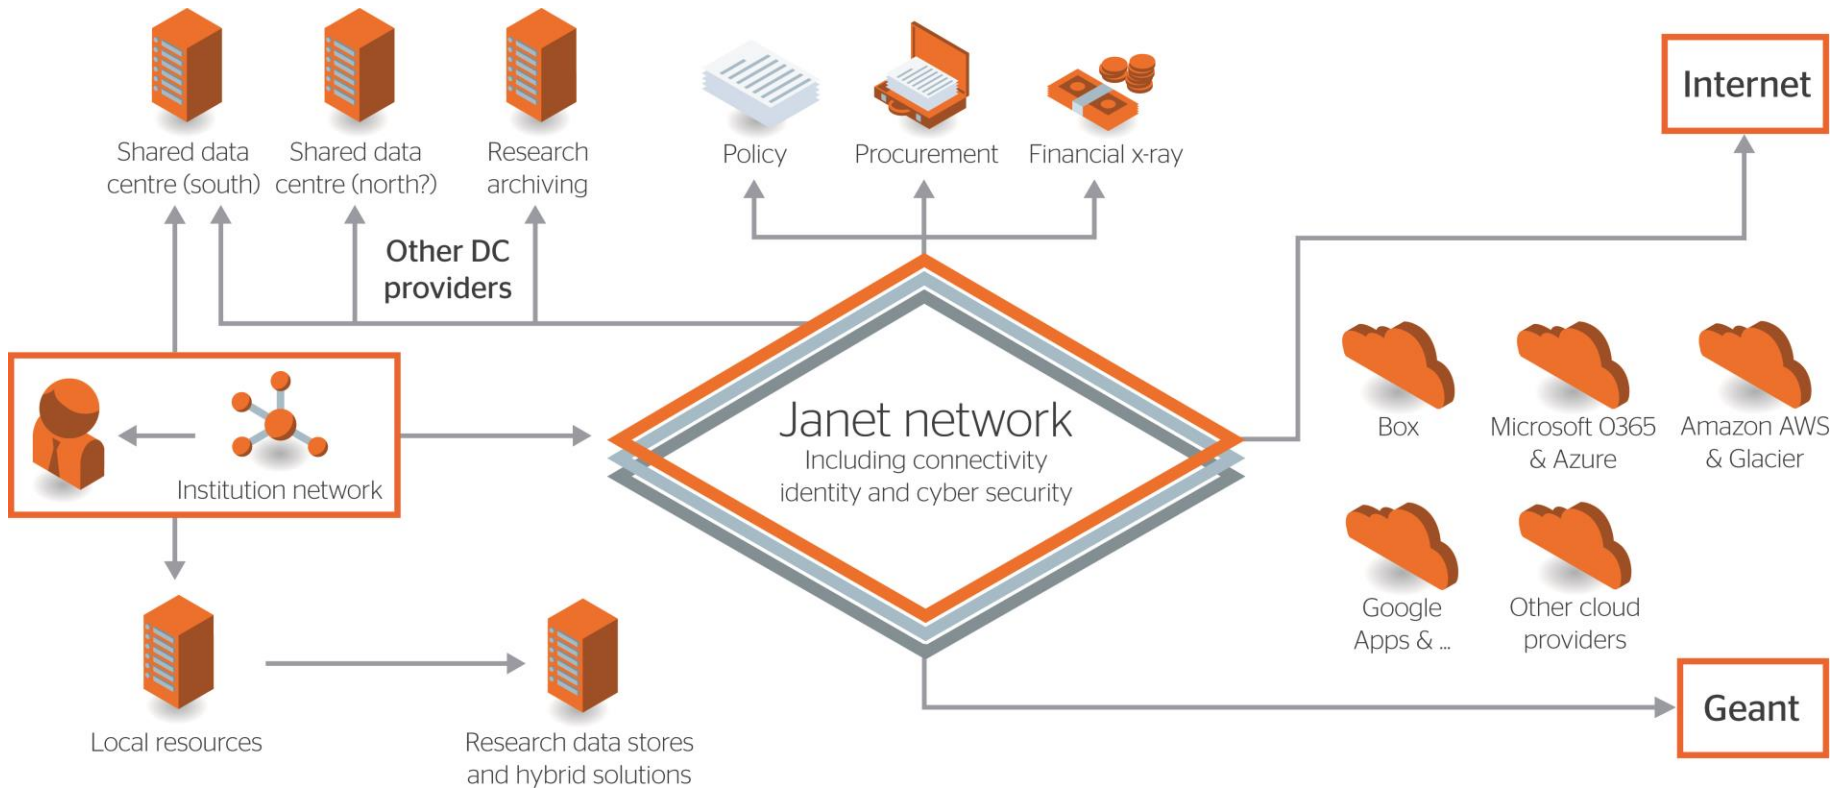 Shared data
centre (south)
Shared data
centre (north?)
Research
archiving
Policy
Procurement
Financial x-ray
Internet
Other DC
providers
Institution network
Janet network
Including connectivity
identity and cyber security
Box
Microsoft O365
& Azure
Amazon AWS
& Glacier
Google
Apps & ...
Other cloud
providers
Local resources
Research data stores
and hybrid solutions
Geant